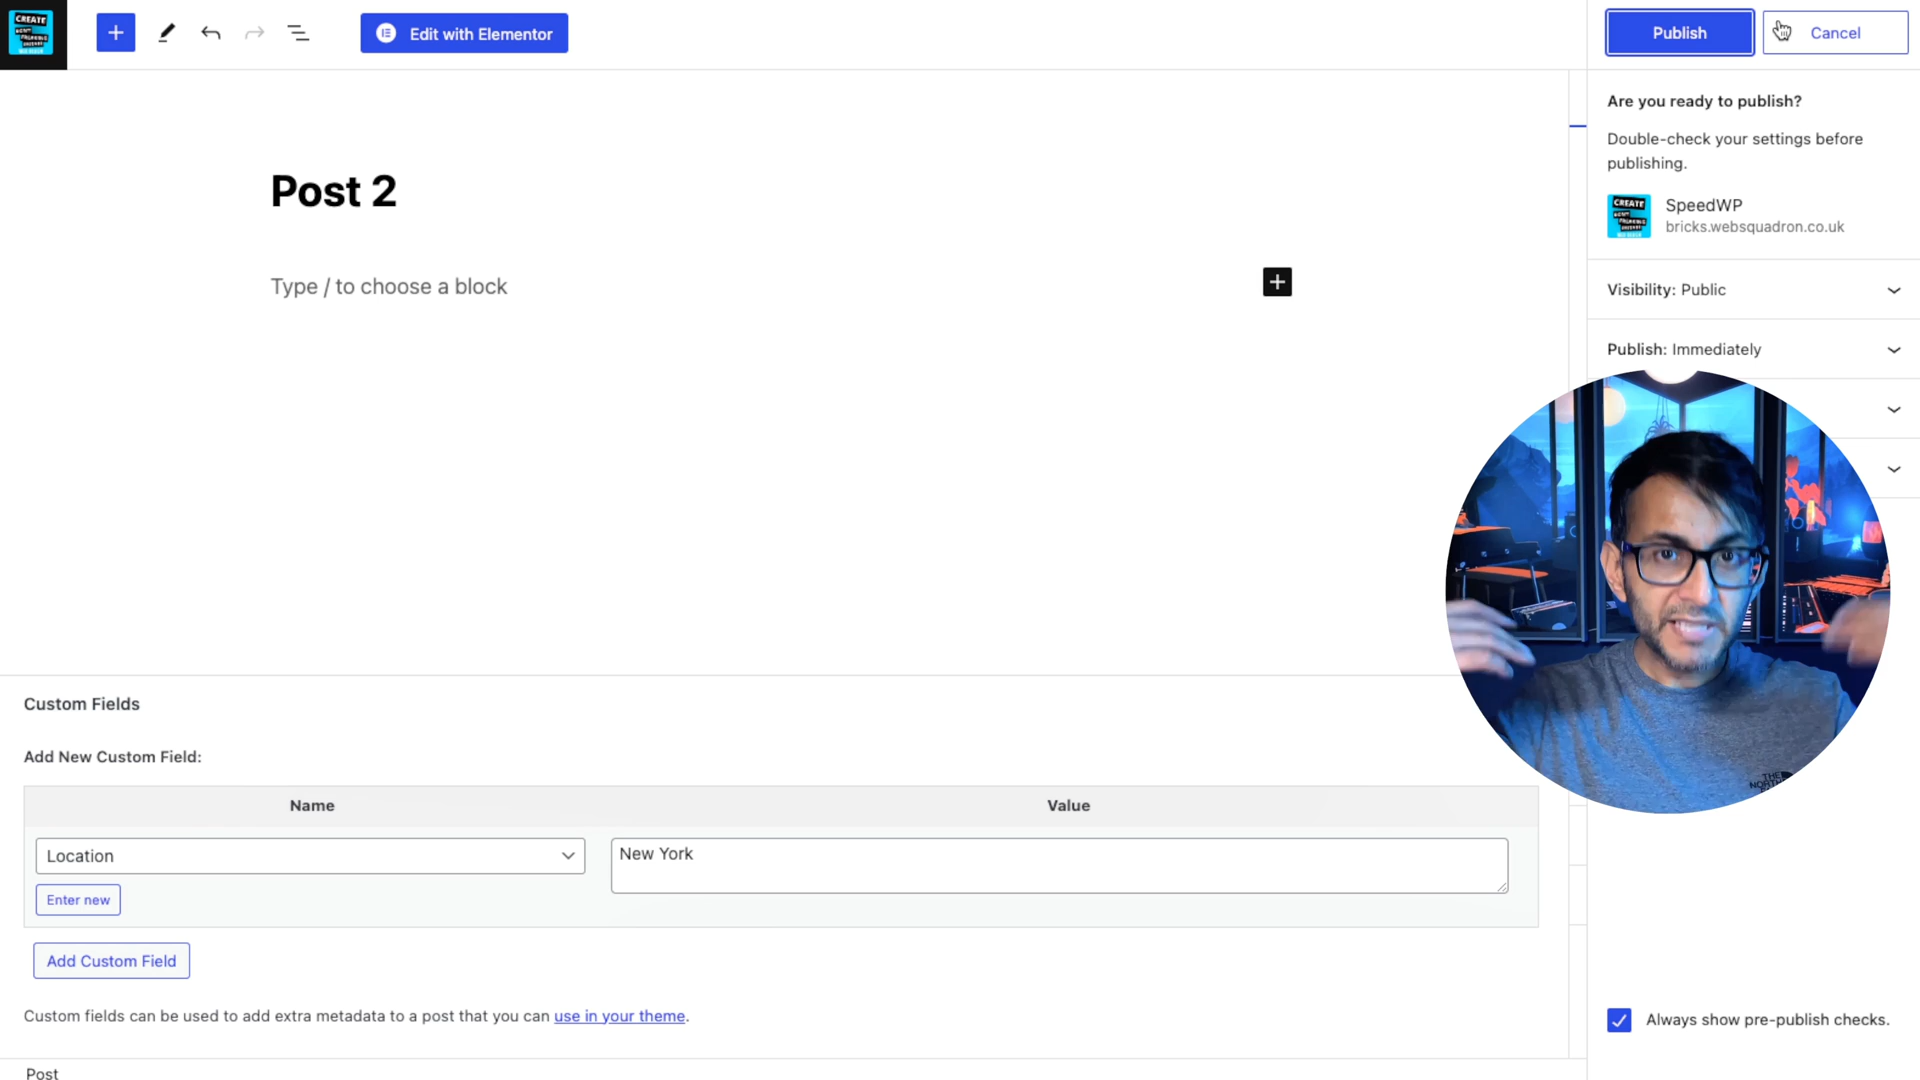 Edit with Elementor
Publish
Cancel
Post 2
Type / to choose a block
Are you ready to publish?
Double-check your settings before
publishing.
CREATE
SpeedWP
bricks.websquadron.co.uk
Visibility: Public
Publish: Immediately
THE
NORTH
Custom Fields
Add New Custom Field:
Name
Value
Location
New York
Enter new
Add Custom Field
Custom fields can be used to add extra metadata to a post that you can use in your theme.
Always show pre-publish checks.
Post